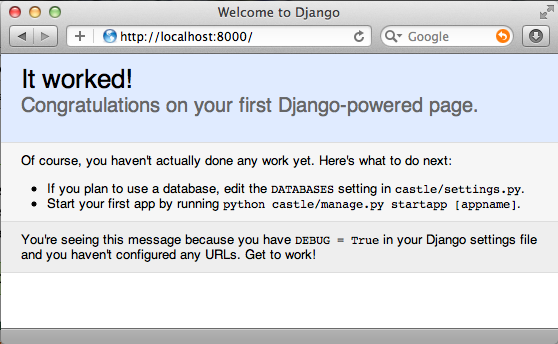 Welcome to Django
http://localhost:8000/
Google
It worked!
Congratulations on your first Django-powered page.
Of course, you haven't actually done any work yet. Here's what to do next:
• If you plan to use a database, edit the DATABASES setting in castle/settings.py.
• Start your first app by running python castle/manage.py startapp [appname].
You're seeing this message because you have DEBUG = True in your Django settings file
and you haven't configured any URLs. Get to work!